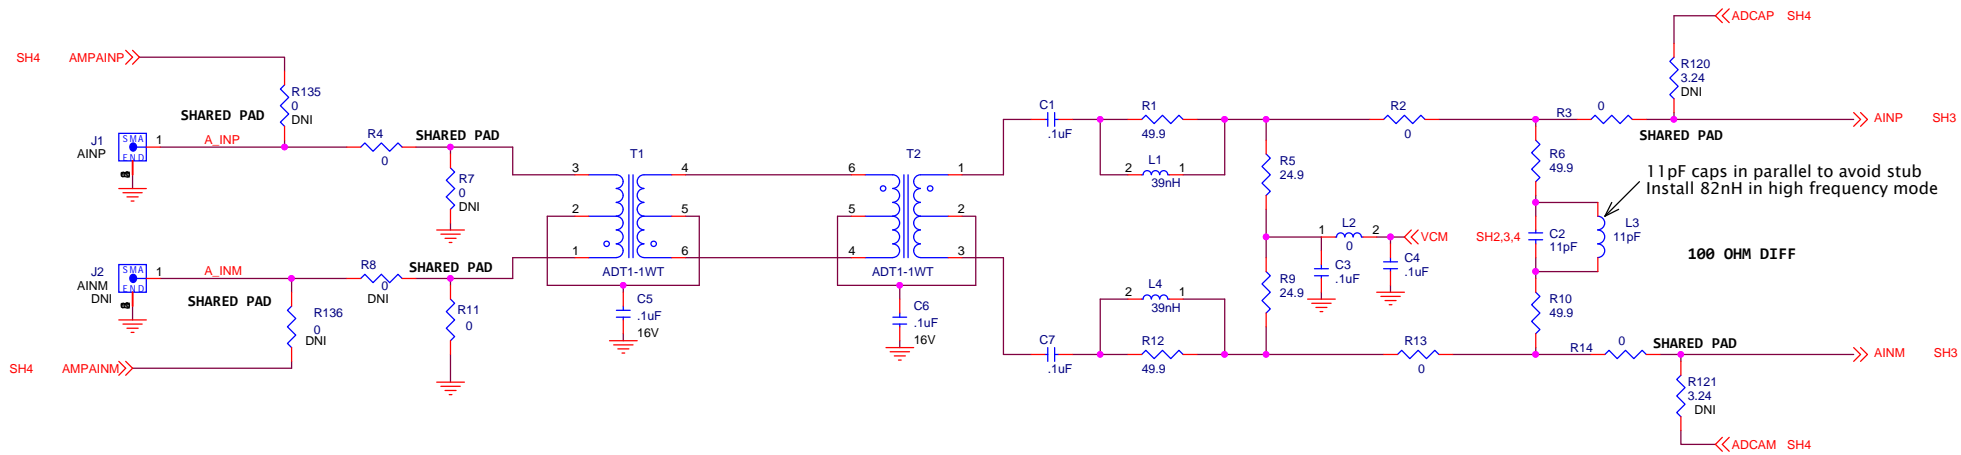 ADCAP SH4
SH4 AMPAINP
R120
3.24
DNI
R135
0
DNI
SHARED PAD
C1
.1uF
R1
49.9
R2
0
R3
0
AINP SH3
SHARED PAD
J1
AINP
SMA
END
1
A_INP
R4
0
SHARED PAD
T1
T2
L1
2 1
39nH
R5
24.9
R6
49.9
11pF caps in parallel to avoid stub
Install 82nH in high frequency mode
R7
0
DNI
3
2
1
4
5
6
6
5
4
1
2
3
ADT1-1WT
ADT1-1WT
L2
1 2
0
VCM
SH2,3,4
C2
11pF
L3
11pF
100 OHM DIFF
C3
.1uF
C4
.1uF
J2
AINM
DNI
SMA
END
1
A_INM
R8
0
DNI
SHARED PAD
SHARED PAD
R136
0
DNI
R11
0
C5
.1uF
16V
C6
.1uF
16V
R9
24.9
L4
2 1
39nH
R10
49.9
C7
.1uF
R12
49.9
R13
0
R14
0
SHARED PAD
AINM SH3
SH4 AMPAINM
R121
3.24
DNI
ADCAM SH4